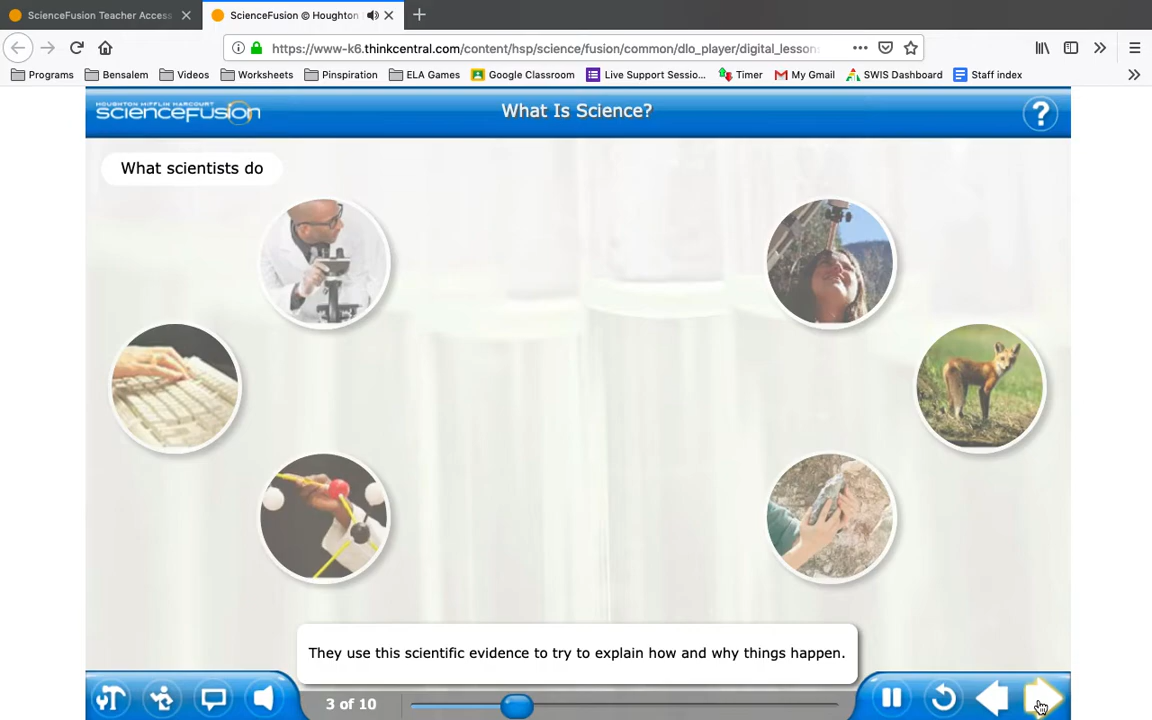 ScienceFusion Teacher Access
ScienceFusion © Houghton
https://www-k6.thinkcentral.com/content/hsp/science/fusion/common/dlo_player/digital_lesson
Programs Bensalem Videos Worksheets Pinspiration ELA Games Google Classroom Live Support Sessio... Timer My Gmail SWIS Dashboard Staff index
HOUGHTON MIFFLIN HARCOURT
scienceFusion
What Is Science?
?
What scientists do
They use this scientific evidence to try to explain how and why things happen.
3 of 10